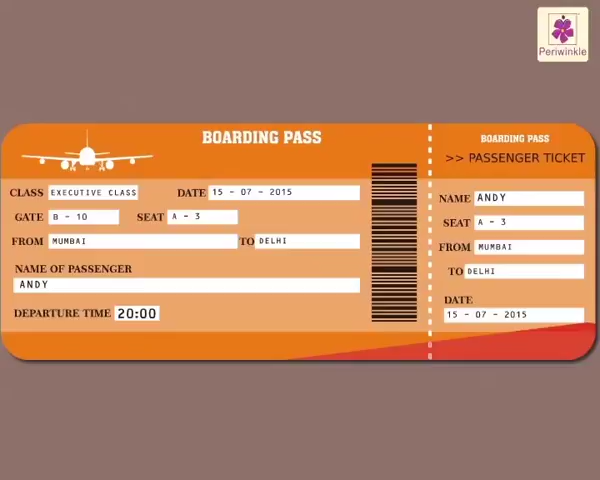 Periwinkle
BOARDING PASS
CLASS EXECUTIVE CLASS DATE 15 - 07 - 2015
GATE B - 10 SEAT A - 3
FROM MUMBAI TO DELHI
NAME OF PASSENGER
ANDY
DEPARTURE TIME 20:00
BOARDING PASS
>> PASSENGER TICKET
NAME ANDY
SEAT A - 3
FROM MUMBAI
TO DELHI
DATE
15 - 07 - 2015